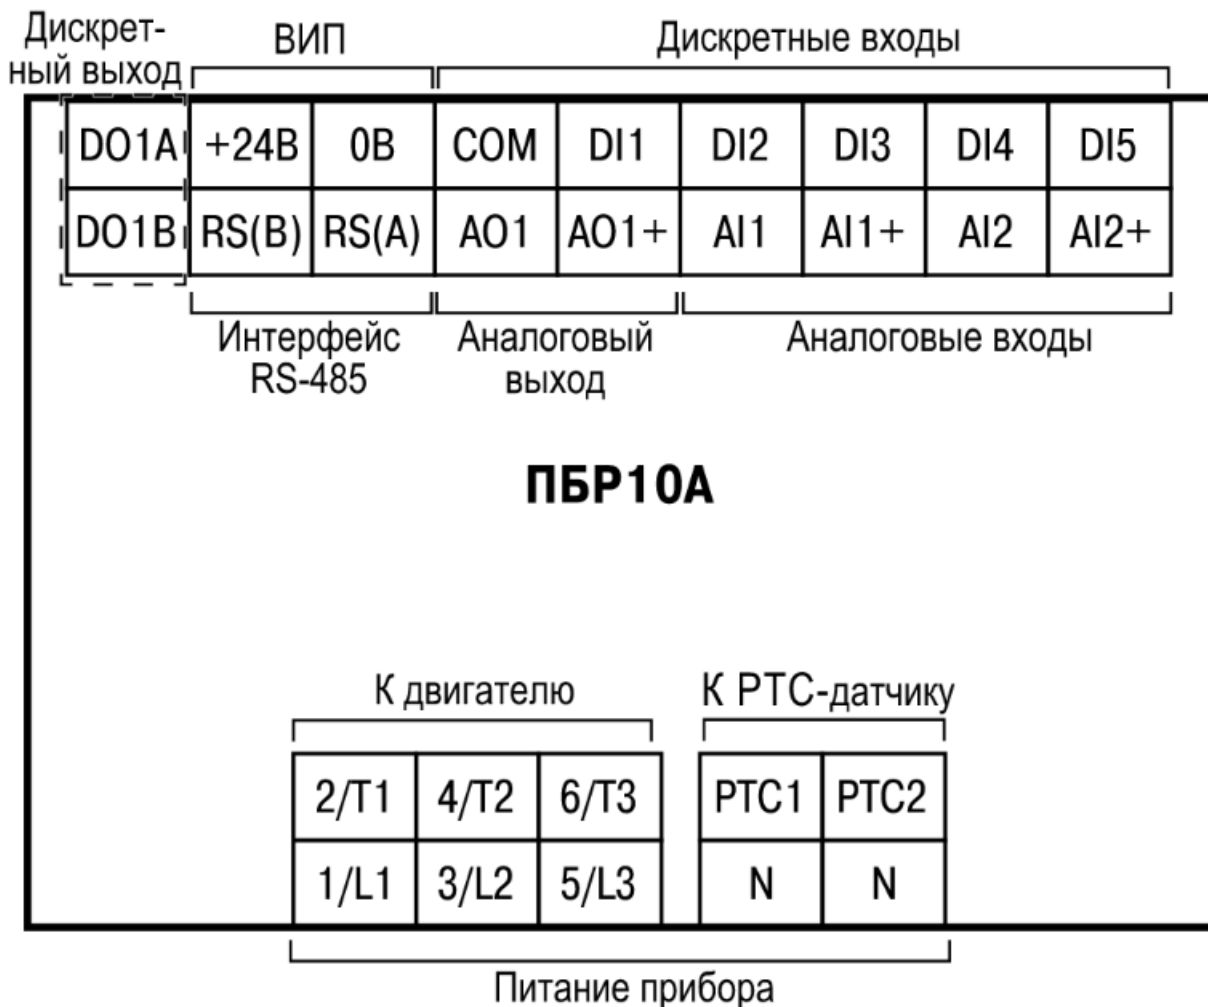 Дискрет-
ный выход
ВИП
Дискретные входы
DO1A +24В 0В COM DI1 DI2 DI3 DI4 DI5
DO1B RS(B) RS(A) AO1 AO1+ AI1 AI1+ AI2 AI2+
Интерфейс
RS-485
Аналоговый
выход
Аналоговые входы
ПБР10А
К двигателю
К PTC-датчику
2/T1 4/T2 6/T3 PTC1 PTC2
1/L1 3/L2 5/L3 N N
Питание прибора